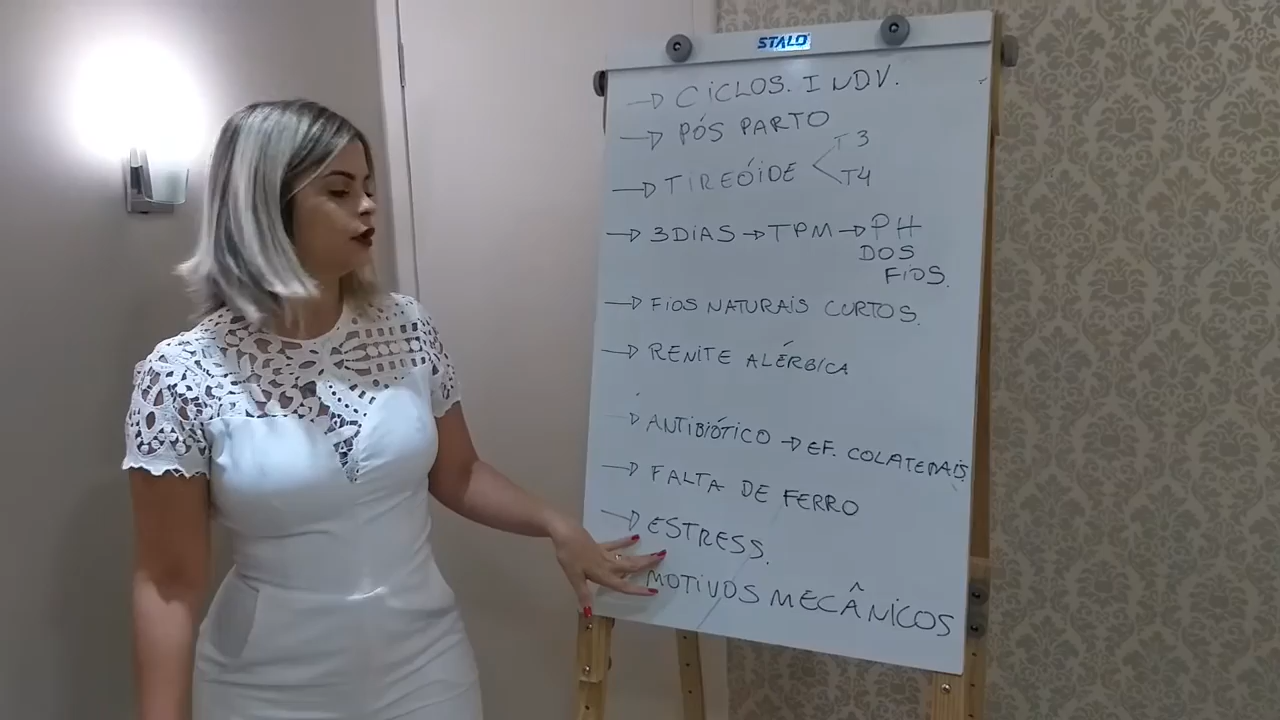 STALO
→ CICLOS. INDV.
→ PÓS PARTO
→ TIREÓIDE < T3
T4
→ 3DIAS → TPM → PH
DOS
FIOS.
→ FIOS NATURAIS CURTOS.
→ RENITE ALÉRGICA
→ ANTIBIÓTICO → EF. COLATERAIS.
→ FALTA DE FERRO
→ ESTRESS.
MOTIVOS MECÂNICOS